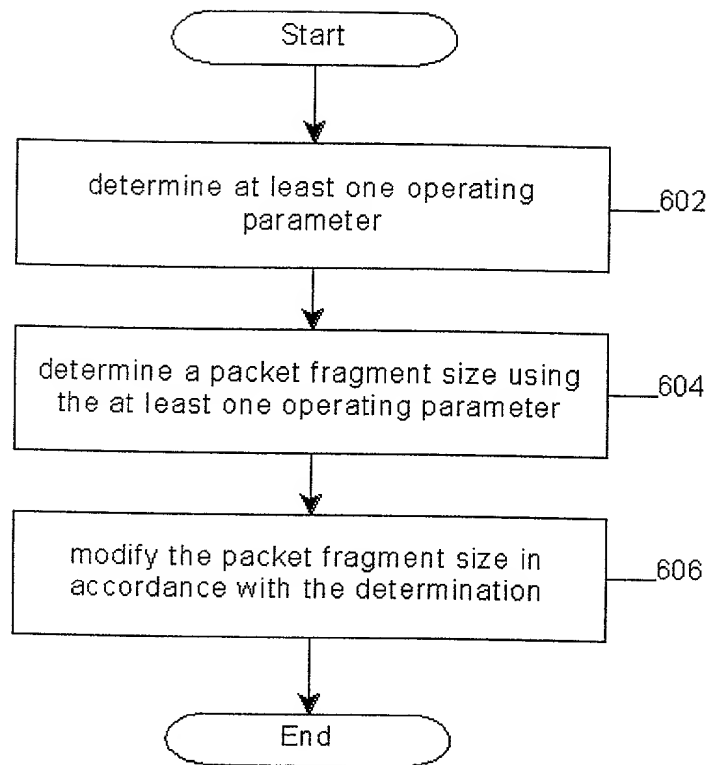 Start
determine at least one operating
parameter
602
determine a packet fragment size using
the at least one operating parameter
604
modify the packet fragment size in
accordance with the determination
606
End